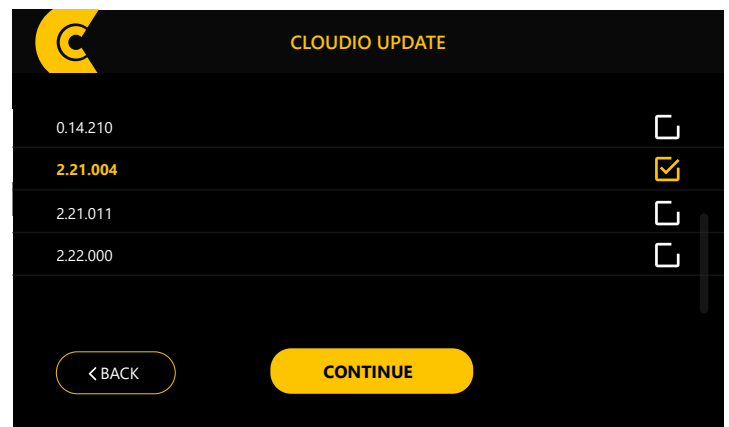 CLOUDIO UPDATE
0.14.210
2.21.004
2.21.011
2.22.000
BACK
CONTINUE